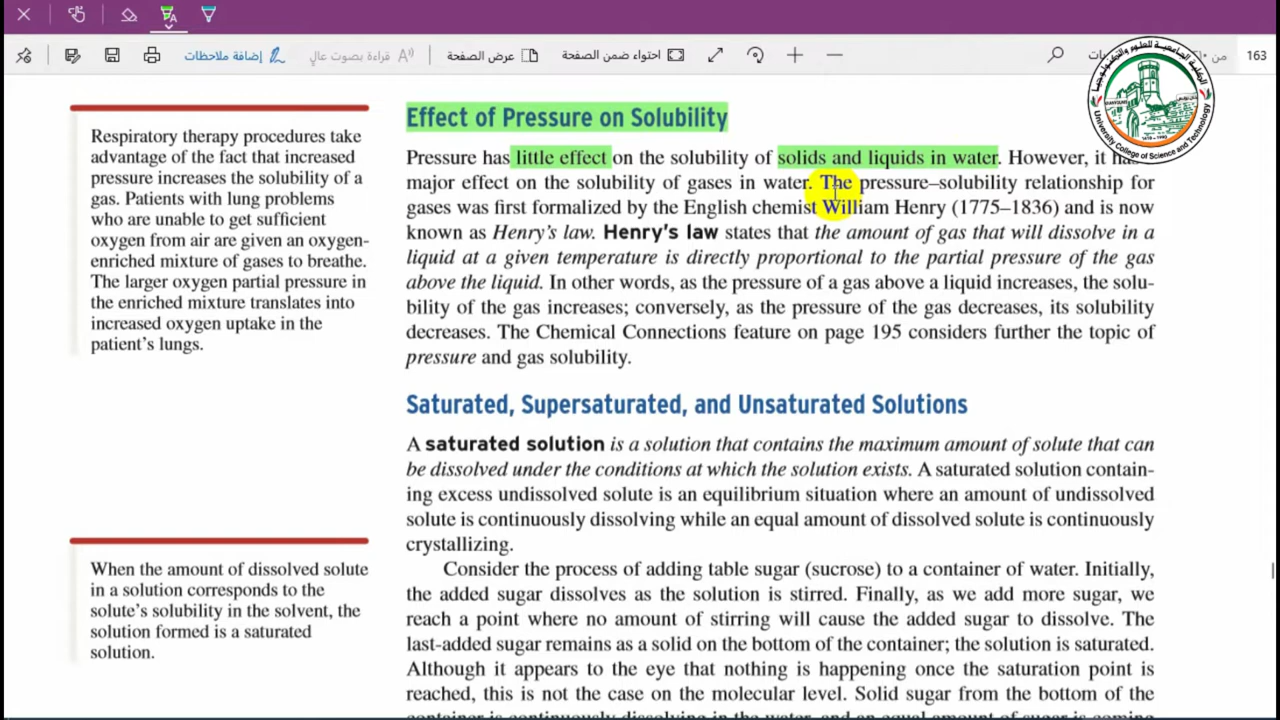 إضافة ملاحظات
قراءة بصوت عالٍ
عرض الصفحة
احتواء ضمن الصفحة
من
163
University College of Science and Technology
Effect of Pressure on Solubility
Pressure has little effect on the solubility of solids and liquids in water. However, it
major effect on the solubility of gases in water. The pressure–solubility relationship for
gases was first formalized by the English chemist William Henry (1775–1836) and is now
known as Henry's law. Henry's law states that the amount of gas that will dissolve in a
liquid at a given temperature is directly proportional to the partial pressure of the gas
above the liquid. In other words, as the pressure of a gas above a liquid increases, the solu-
bility of the gas increases; conversely, as the pressure of the gas decreases, its solubility
decreases. The Chemical Connections feature on page 195 considers further the topic of
pressure and gas solubility.
Respiratory therapy procedures take
advantage of the fact that increased
pressure increases the solubility of a
gas. Patients with lung problems
who are unable to get sufficient
oxygen from air are given an oxygen-
enriched mixture of gases to breathe.
The larger oxygen partial pressure in
the enriched mixture translates into
increased oxygen uptake in the
patient's lungs.
Saturated, Supersaturated, and Unsaturated Solutions
A saturated solution is a solution that contains the maximum amount of solute that can
be dissolved under the conditions at which the solution exists. A saturated solution contain-
ing excess undissolved solute is an equilibrium situation where an amount of undissolved
solute is continuously dissolving while an equal amount of dissolved solute is continuously
crystallizing.
Consider the process of adding table sugar (sucrose) to a container of water. Initially,
the added sugar dissolves as the solution is stirred. Finally, as we add more sugar, we
reach a point where no amount of stirring will cause the added sugar to dissolve. The
last-added sugar remains as a solid on the bottom of the container; the solution is saturated.
Although it appears to the eye that nothing is happening once the saturation point is
reached, this is not the case on the molecular level. Solid sugar from the bottom of the
container is continuously dissolving in the water, and an equal amount of sugar is coming
When the amount of dissolved solute
in a solution corresponds to the
solute's solubility in the solvent, the
solution formed is a saturated
solution.